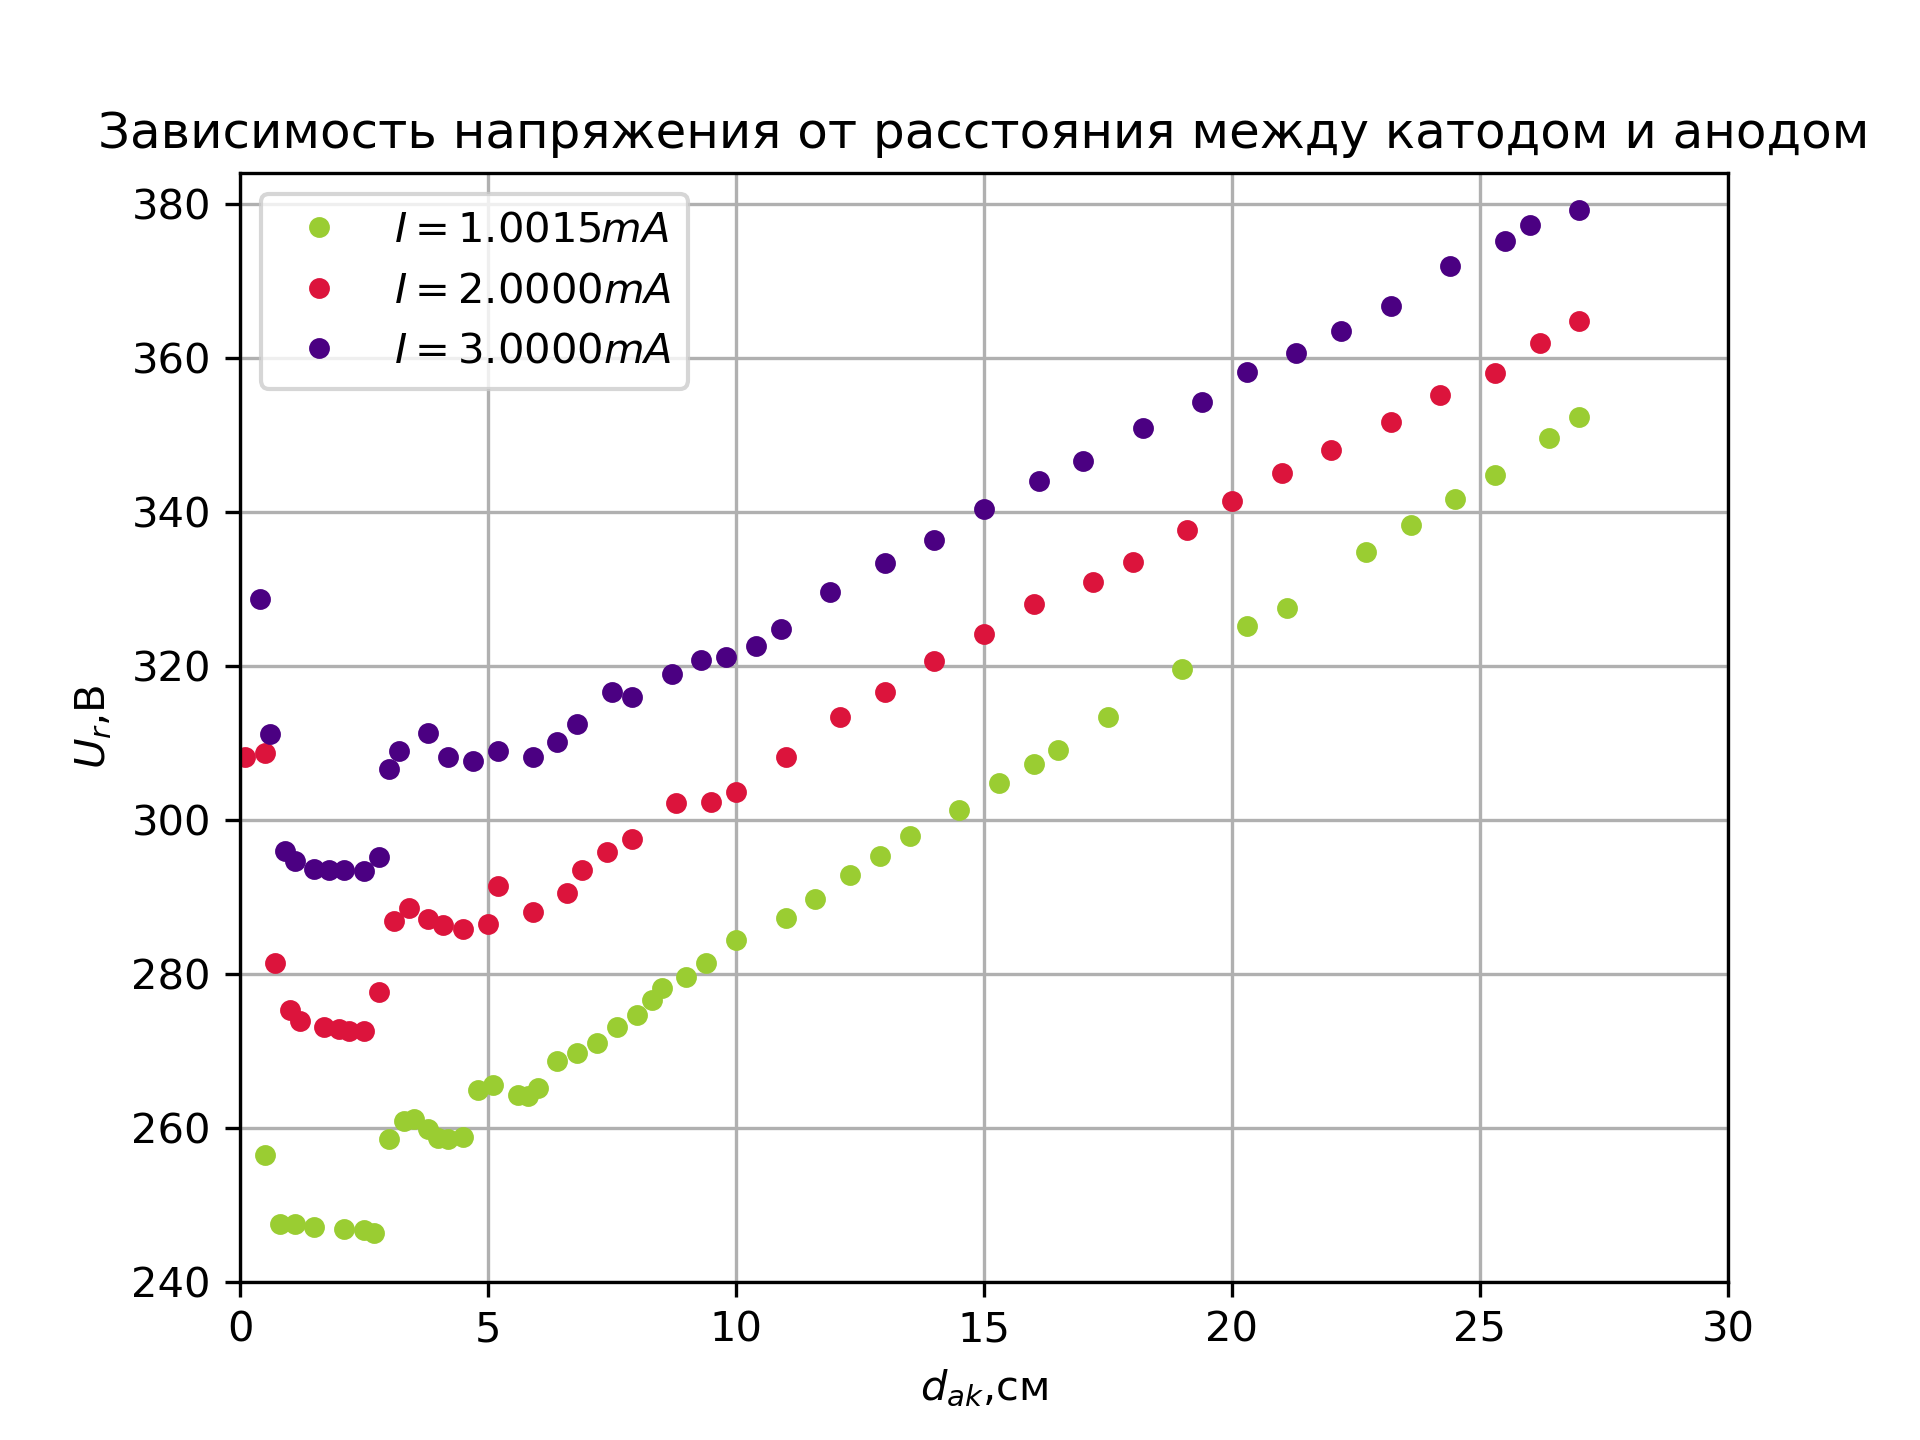 Зависимость напряжения от расстояния между катодом и анодом
380
360
340
320
300
280
260
240
I = 1.0015mA
I = 2.0000mA
I = 3.0000mA
U_r,В
0 5 10 15 20 25 30
d_ak,см